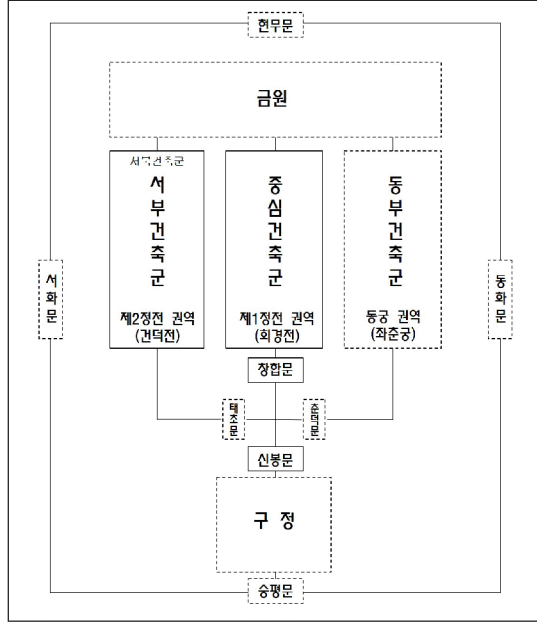 현무문
금원
서북건축군
서부건축군
제2정전 권역
(건덕전)
중심건축군
제1정전 권역
(회경전)
동부건축군
동궁 권역
(좌춘궁)
서화문
동화문
창합문
태초문
춘덕문
신봉문
구 정
승평문